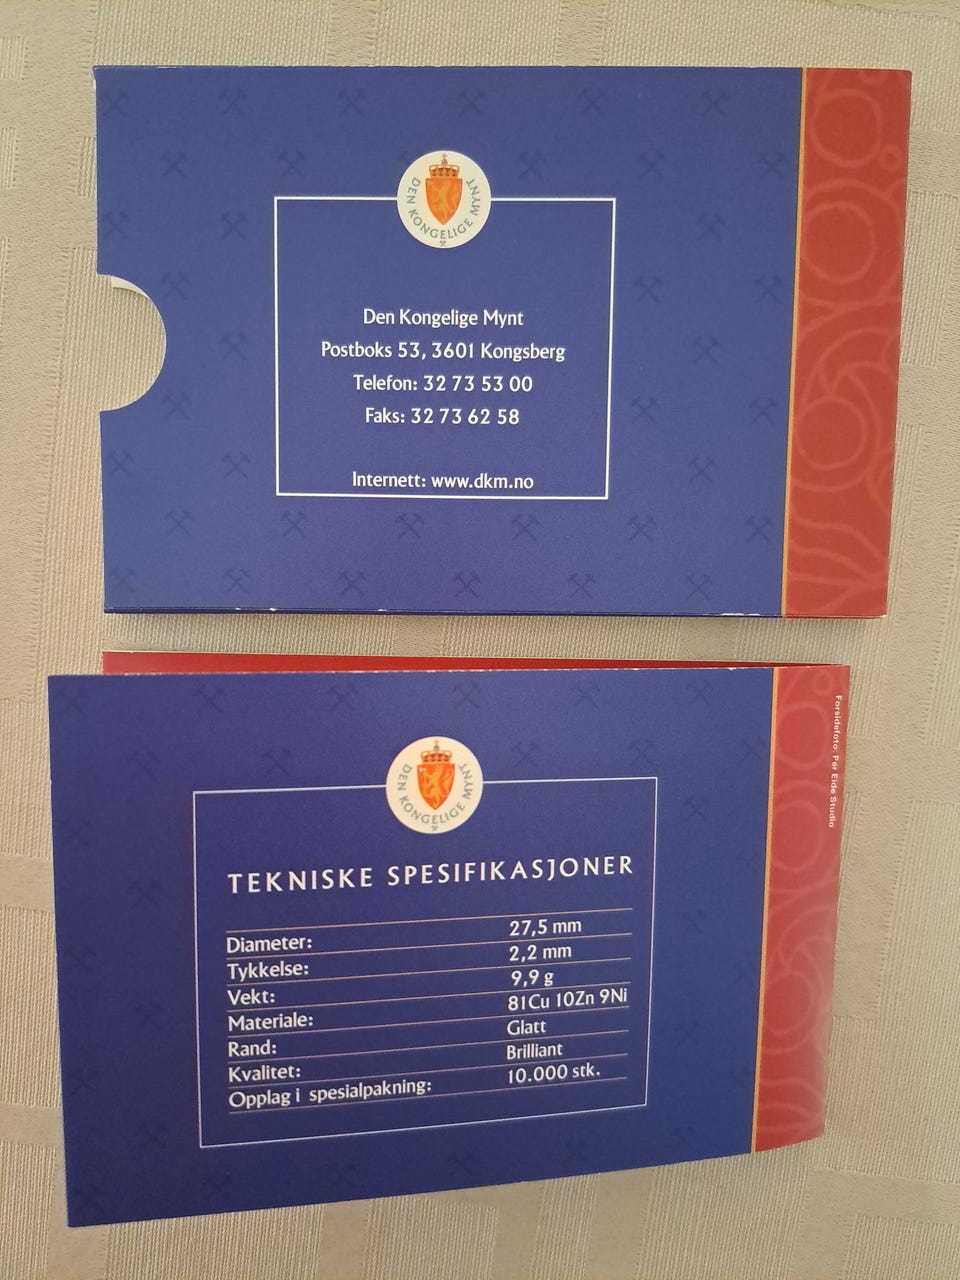 DEN KONGELIGE MYNT
Den Kongelige Mynt
Postboks 53, 3601 Kongsberg
Telefon: 32 73 53 00
Faks: 32 73 62 58
Internett: www.dkm.no
Forsidefoto: Per Eide Studio
DEN KONGELIGE MYNT
TEKNISKE SPESIFIKASJONER
Diameter: 27,5 mm
Tykkelse: 2,2 mm
Vekt: 9,9 g
Materiale: 81Cu 10Zn 9Ni
Rand: Glatt
Kvalitet: Brilliant
Opplag i spesialpakning: 10.000 stk.